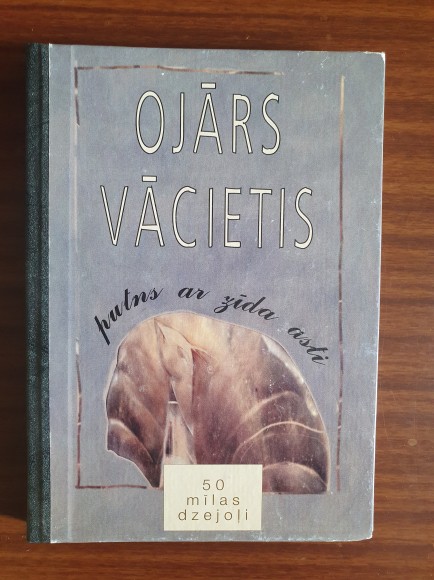 OJĀRS
VĀCIETIS
putns ar zīda asti
50
mīlas
dzejoļi